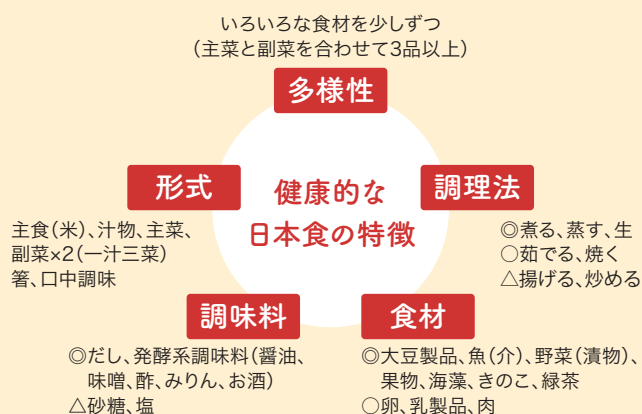 いろいろな食材を少しずつ
(主菜と副菜を合わせて3品以上)
多様性
健康的な
日本食の特徴
形式
主食(米)、汁物、主菜、
副菜×2(一汁三菜)
箸、口中調味
調理法
◎煮る、蒸す、生
○茹でる、焼く
△揚げる、炒める
調味料
◎だし、発酵系調味料(醤油、
味噌、酢、みりん、お酒)
△砂糖、塩
食材
◎大豆製品、魚(介)、野菜(漬物)、
果物、海藻、きのこ、緑茶
○卵、乳製品、肉